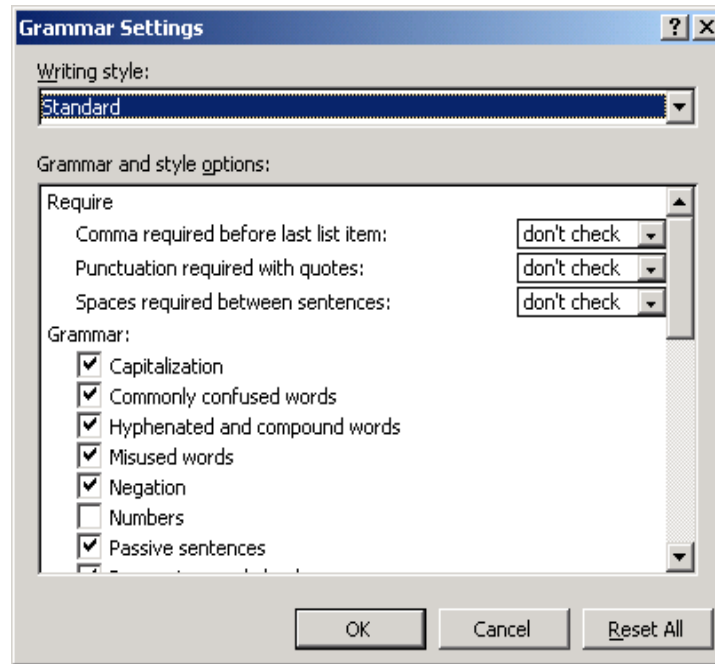 Grammar Settings
Writing style:
Standard
Grammar and style options:
Require
Comma required before last list item: don't check
Punctuation required with quotes: don't check
Spaces required between sentences: don't check
Grammar:
Capitalization
Commonly confused words
Hyphenated and compound words
Misused words
Negation
Numbers
Passive sentences
OK Cancel Reset All